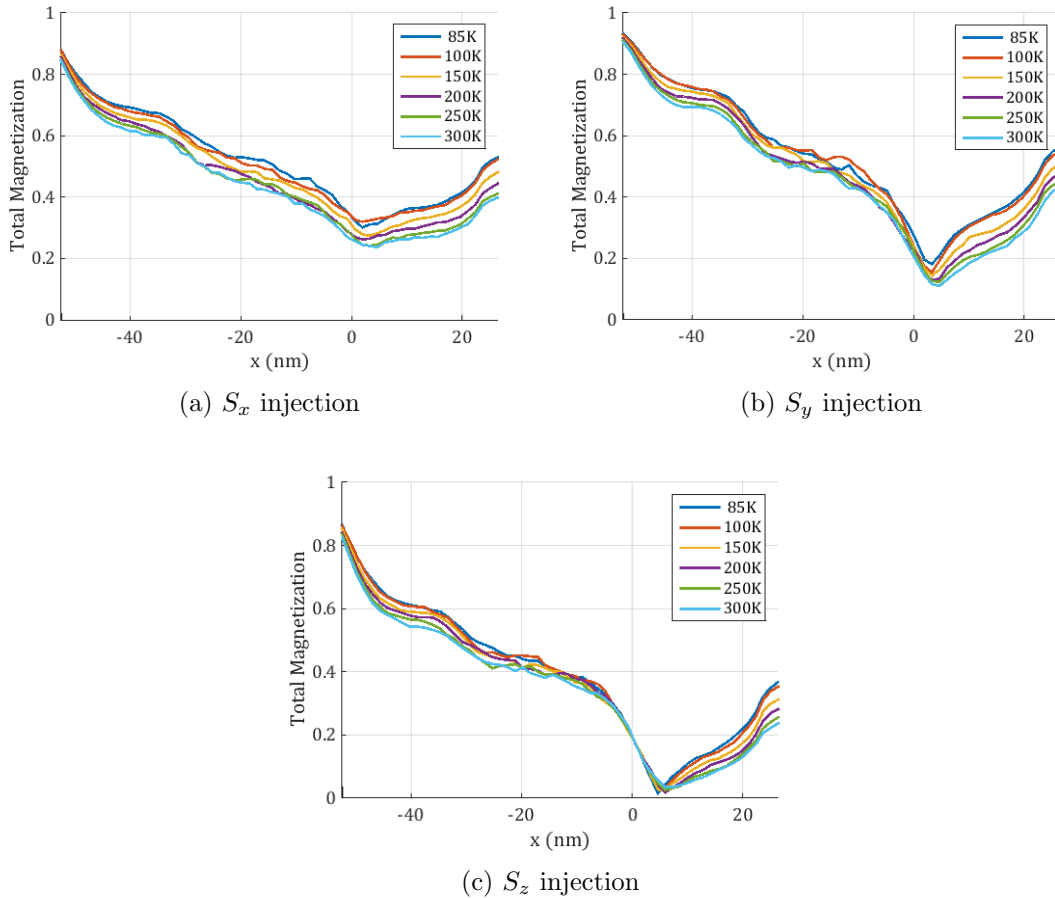 1
0.8
0.6
0.4
0.2
0
Total Magnetization
-40
-20
0
20
x (nm)
85K
100K
150K
200K
250K
300K
(a) Sx injection
1
0.8
0.6
0.4
0.2
0
Total Magnetization
-40
-20
0
20
x (nm)
85K
100K
150K
200K
250K
300K
(b) Sy injection
1
0.8
0.6
0.4
0.2
0
Total Magnetization
-40
-20
0
20
x (nm)
85K
100K
150K
200K
250K
300K
(c) Sz injection